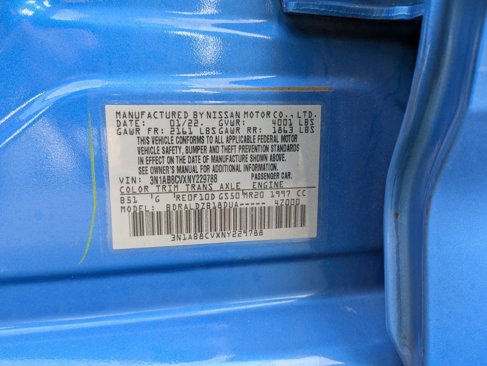 MANUFACTURED BY NISSAN MOTOR CO., LTD.
DATE: 01/22. GVWR: 4001 LBS
GAWR FR: 2161 LBS GAWR RR: 1863 LBS
THIS VEHICLE CONFORMS TO ALL APPLICABLE FEDERAL MOTOR
VEHICLE SAFETY, BUMPER, AND THEFT PREVENTION STANDARDS
IN EFFECT ON THE DATE OF MANUFACTURE SHOWN ABOVE.
SEE OWNER'S MANUAL FOR ADDITIONAL INFORMATION.
VIN: 3N1AB8CVXNY229788 PASSENGER CAR
COLOR TRIM TRANS AXLE ENGINE
B51 'G 'RE0F10D GS50 MR20 1997 CC
MODEL: BDRALDZB18DUA----- 4Z000
3N1AB8CVXNY229788